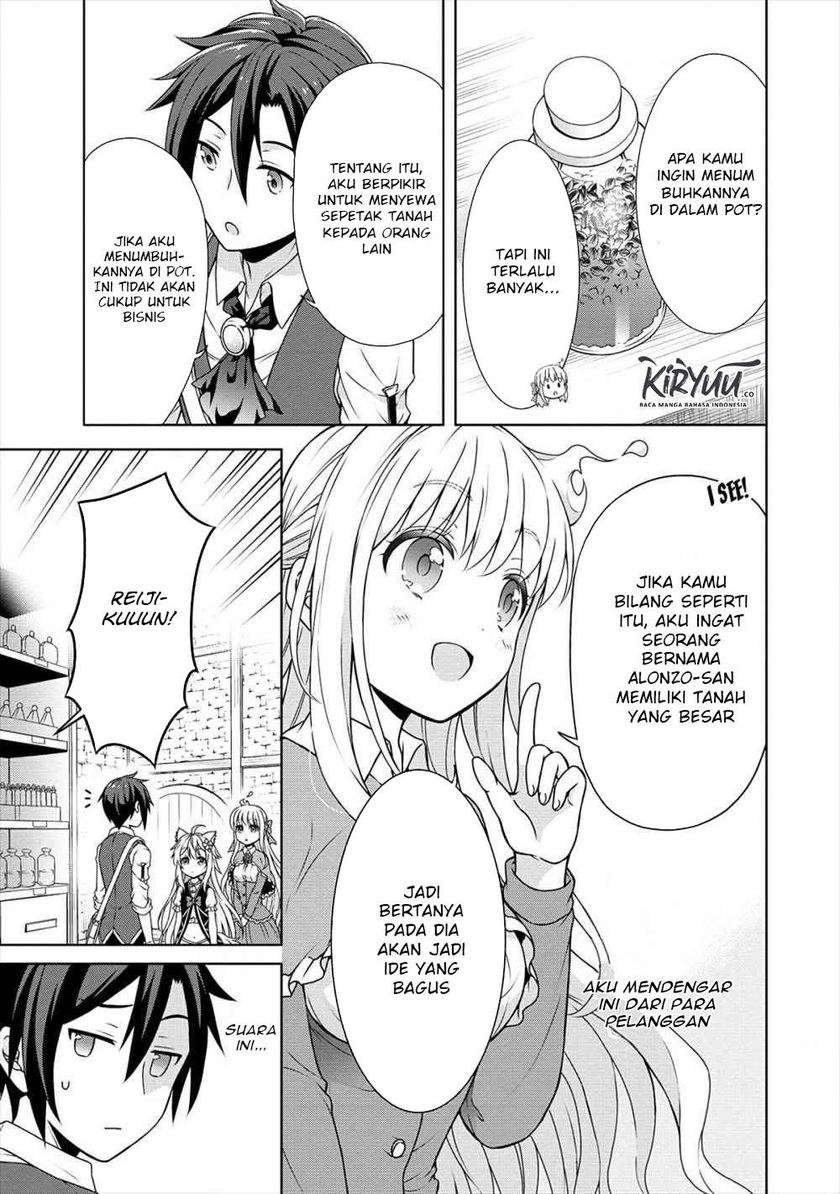 APA KAMU
INGIN MENUM
BUHKANNYA
DI DALAM POT?
TAPI INI
TERLALU
BANYAK...
KIRYUU.CO
BACA MANGA BAHASA INDONESIA
TENTANG ITU,
AKU BERPIKIR
UNTUK MENYEWA
SEPETAK TANAH
KEPADA ORANG
LAIN
JIKA AKU
MENUMBUH-
KANNYA DI POT.
INI TIDAK AKAN
CUKUP UNTUK
BISNIS
I SEE!
JIKA KAMU
BILANG SEPERTI
ITU, AKU INGAT
SEORANG
BERNAMA
ALONZO-SAN
MEMILIKI TANAH
YANG BESAR
JADI
BERTANYA
PADA DIA
AKAN JADI
IDE YANG
BAGUS
AKU MENDENGAR
INI DARI PARA
PELANGGAN
REIJI-
KUUUN!
SUARA
INI...